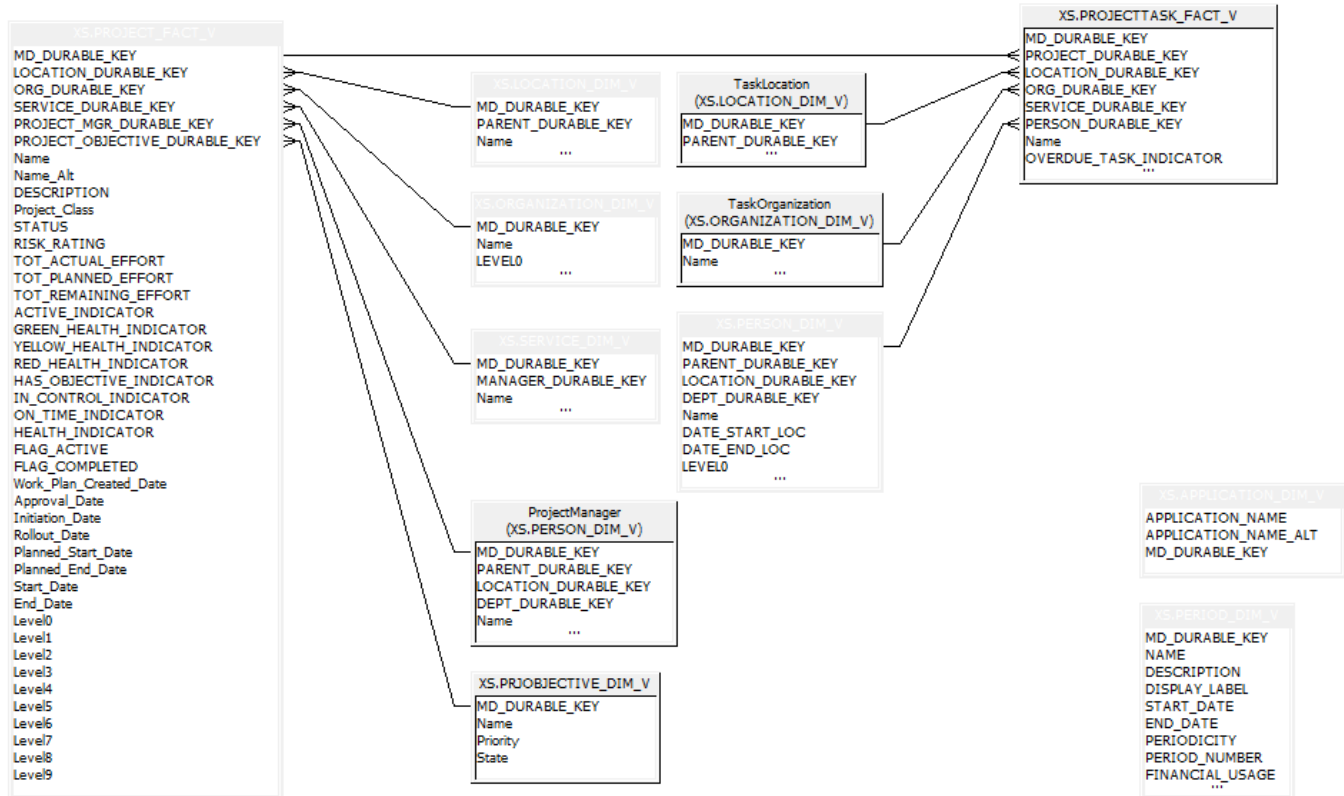 XS.PROJECT_FACT_V
MD_DURABLE_KEY
LOCATION_DURABLE_KEY
ORG_DURABLE_KEY
SERVICE_DURABLE_KEY
PROJECT_MGR_DURABLE_KEY
PROJECT_OBJECTIVE_DURABLE_KEY
Name
Name_Alt
DESCRIPTION
Project_Class
STATUS
RISK_RATING
TOT_ACTUAL_EFFORT
TOT_PLANNED_EFFORT
TOT_REMAINING_EFFORT
ACTIVE_INDICATOR
GREEN_HEALTH_INDICATOR
YELLOW_HEALTH_INDICATOR
RED_HEALTH_INDICATOR
HAS_OBJECTIVE_INDICATOR
IN_CONTROL_INDICATOR
ON_TIME_INDICATOR
HEALTH_INDICATOR
FLAG_ACTIVE
FLAG_COMPLETED
Work_Plan_Created_Date
Approval_Date
Initiation_Date
Rollout_Date
Planned_Start_Date
Planned_End_Date
Start_Date
End_Date
Level0
Level1
Level2
Level3
Level4
Level5
Level6
Level7
Level8
Level9
XS.LOCATION_DIM_V
MD_DURABLE_KEY
PARENT_DURABLE_KEY
Name
...
XS.ORGANIZATION_DIM_V
MD_DURABLE_KEY
Name
LEVEL0
...
XS.SERVICE_DIM_V
MD_DURABLE_KEY
MANAGER_DURABLE_KEY
Name
...
ProjectManager
(XS.PERSON_DIM_V)
MD_DURABLE_KEY
PARENT_DURABLE_KEY
LOCATION_DURABLE_KEY
DEPT_DURABLE_KEY
Name
...
XS.PRJOBJECTIVE_DIM_V
MD_DURABLE_KEY
Name
Priority
State
TaskLocation
(XS.LOCATION_DIM_V)
MD_DURABLE_KEY
PARENT_DURABLE_KEY
...
TaskOrganization
(XS.ORGANIZATION_DIM_V)
MD_DURABLE_KEY
Name
...
XS.PERSON_DIM_V
MD_DURABLE_KEY
PARENT_DURABLE_KEY
LOCATION_DURABLE_KEY
DEPT_DURABLE_KEY
Name
DATE_START_LOC
DATE_END_LOC
LEVEL0
...
XS.PROJECTTASK_FACT_V
MD_DURABLE_KEY
PROJECT_DURABLE_KEY
LOCATION_DURABLE_KEY
ORG_DURABLE_KEY
SERVICE_DURABLE_KEY
PERSON_DURABLE_KEY
Name
OVERDUE_TASK_INDICATOR
...
XS.APPLICATION_DIM_V
APPLICATION_NAME
APPLICATION_NAME_ALT
MD_DURABLE_KEY
XS.PERIOD_DIM_V
MD_DURABLE_KEY
NAME
DESCRIPTION
DISPLAY_LABEL
START_DATE
END_DATE
PERIODICITY
PERIOD_NUMBER
FINANCIAL_USAGE
...